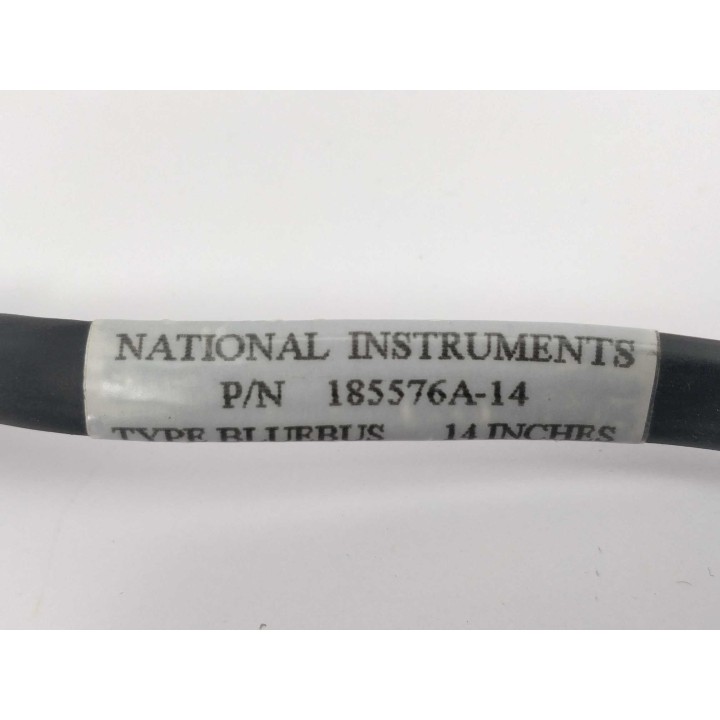 NATIONAL INSTRUMENTS
P/N 185576A-14
TYPE BLUEBUS 14 INCHES